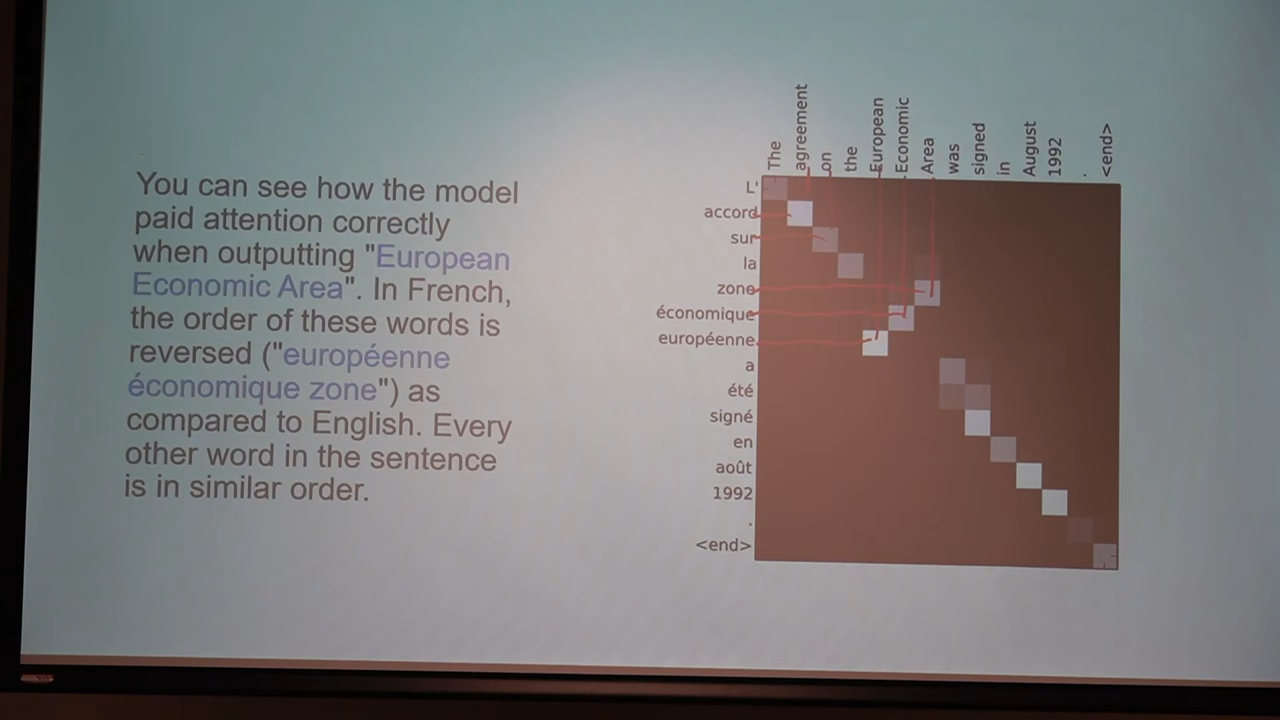 You can see how the model
paid attention correctly
when outputting "European
Economic Area". In French,
the order of these words is
reversed ("européenne
économique zone") as
compared to English. Every
other word in the sentence
is in similar order.
The
agreement
on
the
European
Economic
Area
was
signed
in
August
1992
.
<end>
L'
accord
sur
la
zone
économique
européenne
a
été
signé
en
août
1992
.
<end>